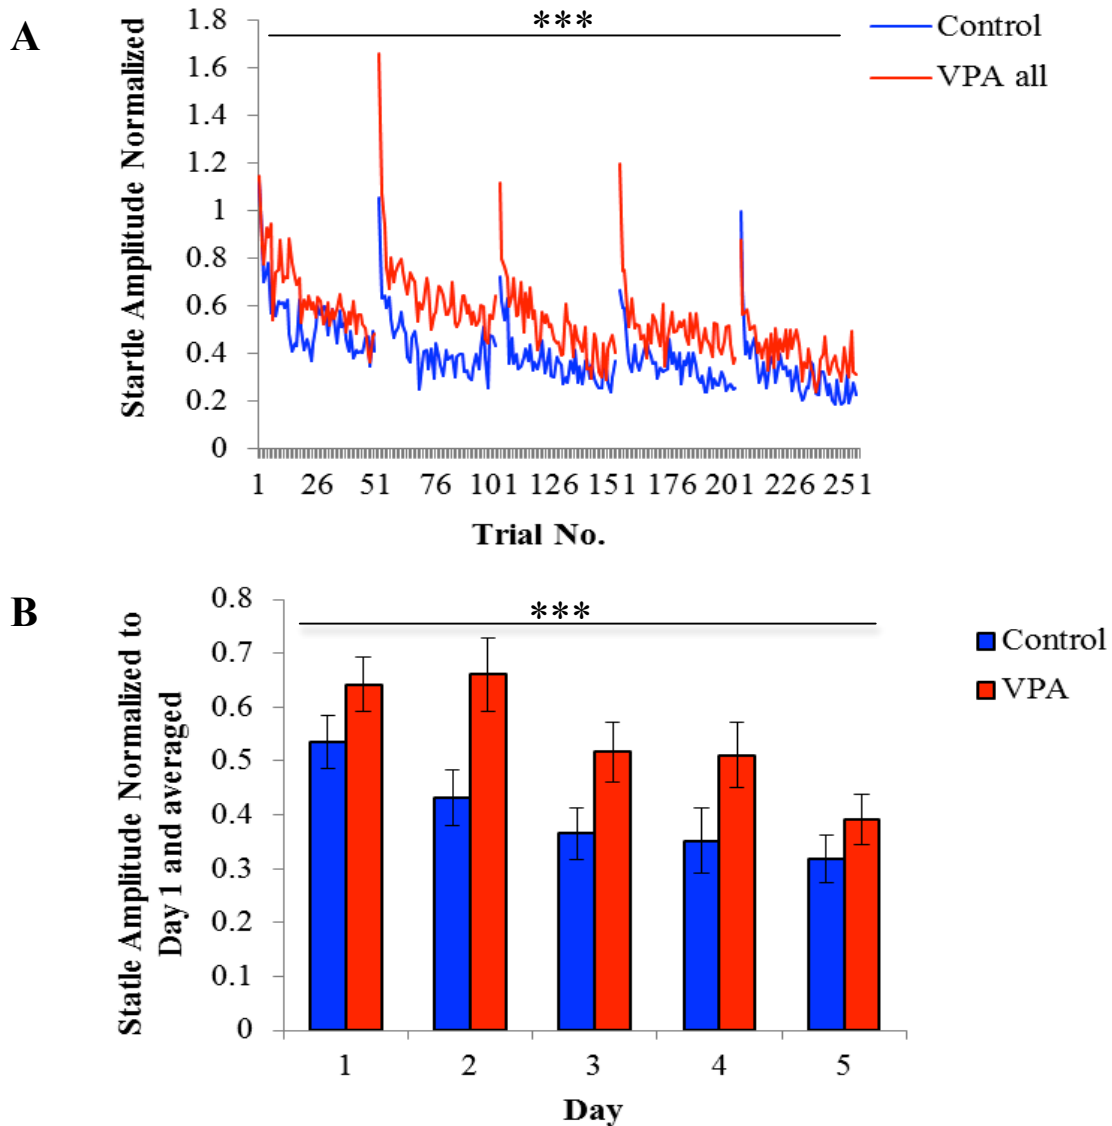 A
Startle Amplitude Normalized
1.8
1.6
1.4
1.2
1
0.8
0.6
0.4
0.2
0
***
Control
VPA all
1 26 51 76 101 126 151 176 201 226 251
Trial No.
B
Statle Amplitude Normalized to
Day 1 and averaged
0.8
0.7
0.6
0.5
0.4
0.3
0.2
0.1
0
***
Control
VPA
1 2 3 4 5
Day